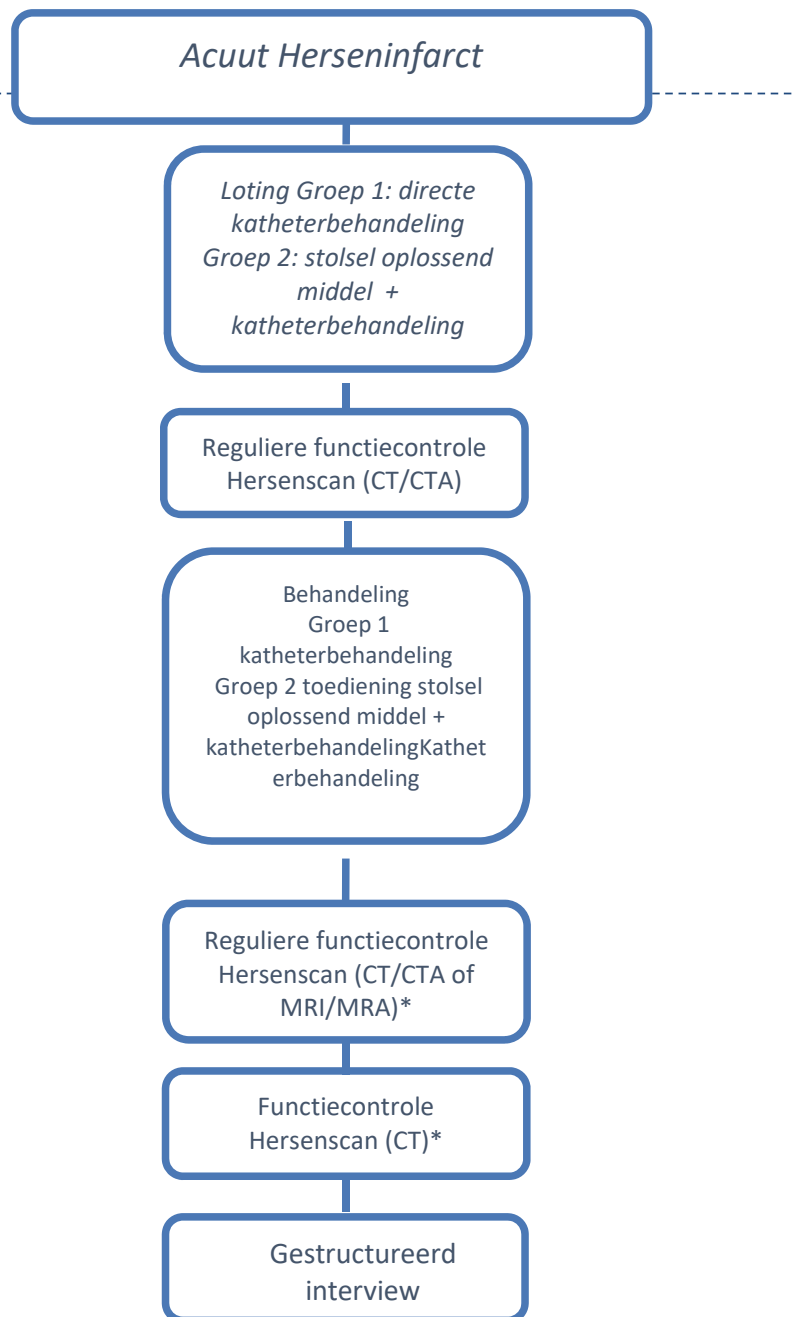 Acuut Herseninfarct
Loting Groep 1: directe
katheterbehandeling
Groep 2: stolsel oplossend
middel +
katheterbehandeling
Reguliere functiecontrole
Hersenscan (CT/CTA)
Behandeling
Groep 1
katheterbehandeling
Groep 2 toediening stolsel
oplossend middel +
katheterbehandelingKathet
erbehandeling
Reguliere functiecontrole
Hersenscan (CT/CTA of
MRI/MRA)*
Functiecontrole
Hersenscan (CT)*
Gestructureerd
interview